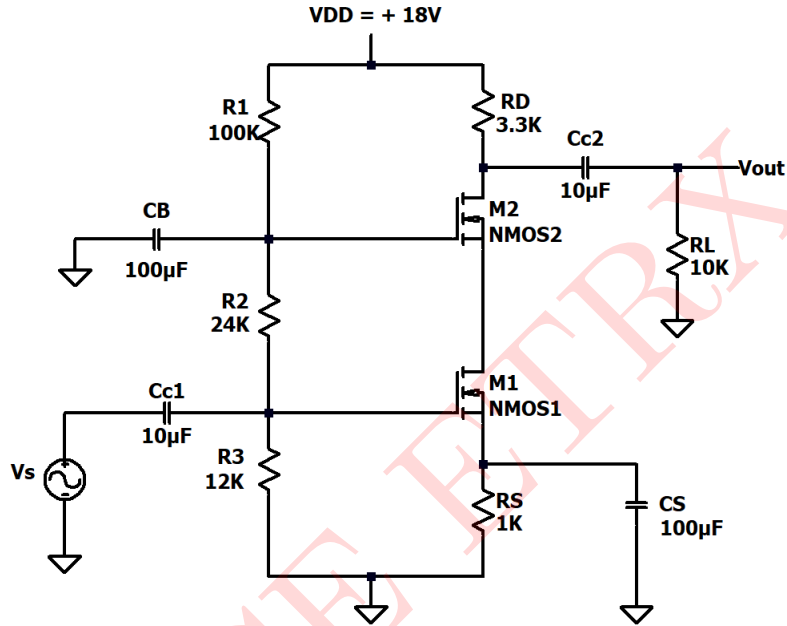 VDD = + 18V
R1
100K
RD
3.3K
Cc2
10µF
Vout
CB
100µF
M2
NMOS2
RL
10K
R2
24K
Cc1
10µF
M1
NMOS1
Vs
R3
12K
RS
1K
CS
100µF
E ETRX